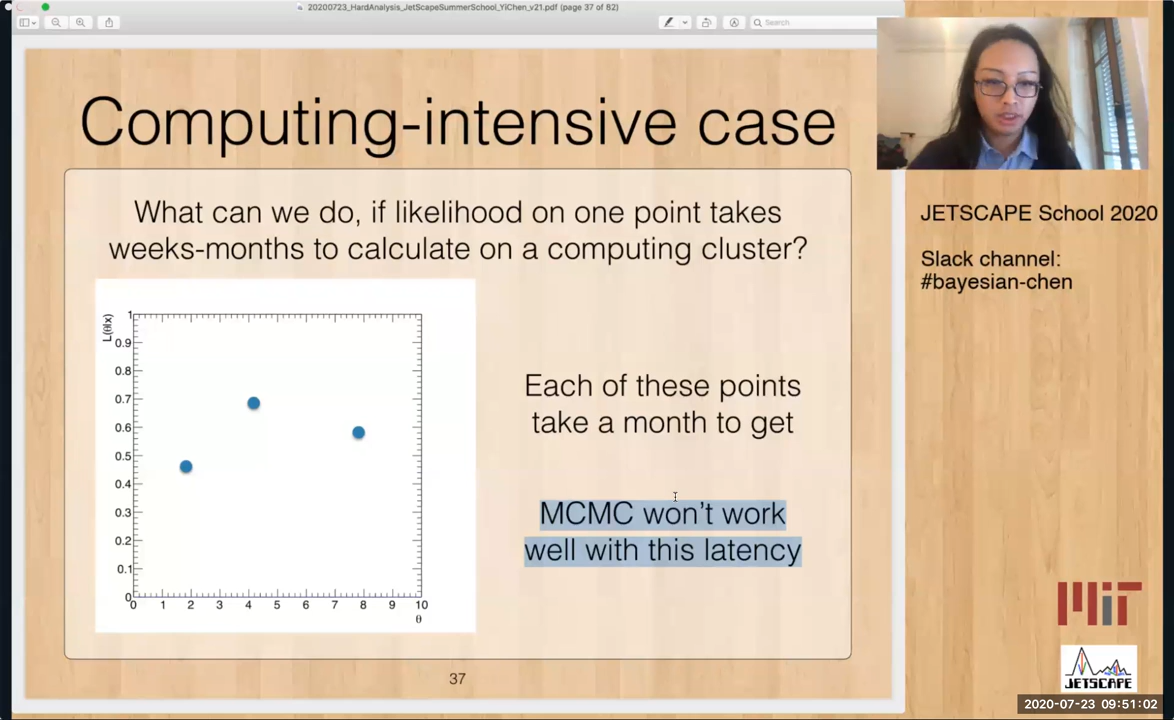 20200723_HardAnalysis_JetScapeSummerSchool_YiChen_v21.pdf (page 37 of 82)
Search
Computing-intensive case
What can we do, if likelihood on one point takes
weeks-months to calculate on a computing cluster?
L(θ|x)
1
0.9
0.8
0.7
0.6
0.5
0.4
0.3
0.2
0.1
0
0 1 2 3 4 5 6 7 8 9 10
θ
Each of these points
take a month to get
MCMC won't work
well with this latency
37
JETSCAPE School 2020
Slack channel:
#bayesian-chen
MIT
JETSCAPE
2020-07-23 09:51:02